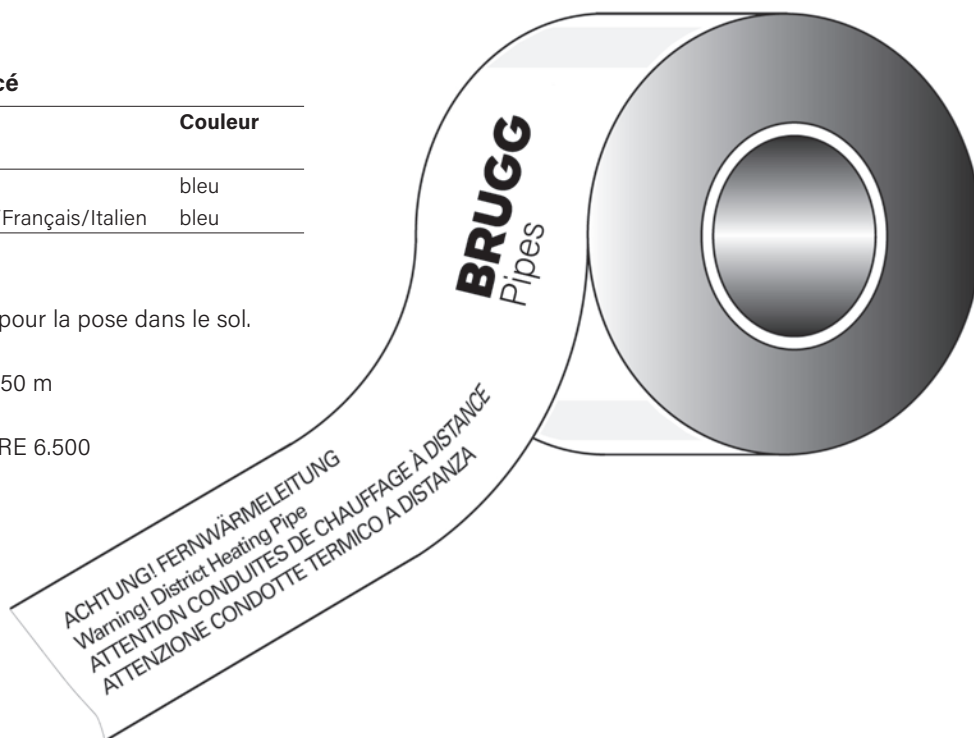 cé
Couleur
bleu
/Français/Italien bleu
pour la pose dans le sol.
50 m
RE 6.500
BRUGG
Pipes
ACHTUNG! FERNWÄRMELEITUNG
Warning! District Heating Pipe
ATTENTION CONDUITES DE CHAUFFAGE À DISTANCE
ATTENZIONE CONDOTTE TERMICO A DISTANZA